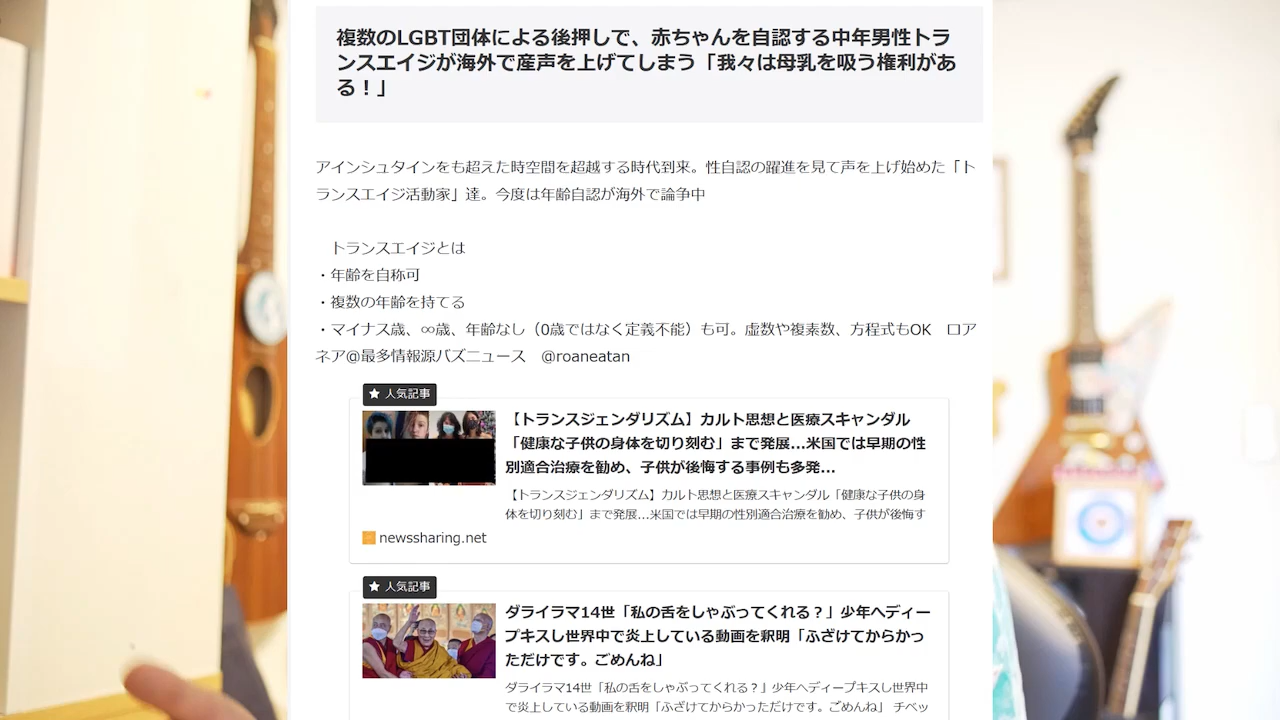 複数のLGBT団体による後押しで、赤ちゃんを自認する中年男性トラ
ンスエイジが海外で産声を上げてしまう「我々は母乳を吸う権利があ
る！」
アインシュタインをも超えた時空間を超越する時代到来。性自認の躍進を見て声を上げ始めた「ト
ランスエイジ活動家」達。今度は年齢自認が海外で論争中
トランスエイジとは
・年齢を自称可
・複数の年齢を持てる
・マイナス歳、∞歳、年齢なし（0歳ではなく定義不能）も可。虚数や複素数、方程式もOK　ロア
ネア@最多情報源バズニュース　@roaneatan
人気記事
【トランスジェンダリズム】カルト思想と医療スキャンダル
「健康な子供の身体を切り刻む」まで発展…米国では早期の性
別適合治療を勧め、子供が後悔する事例も多発…
【トランスジェンダリズム】カルト思想と医療スキャンダル「健康な子供の身
体を切り刻む」まで発展…米国では早期の性別適合治療を勧め、子供が後悔す
newssharing.net
人気記事
ダライラマ14世「私の舌をしゃぶってくれる？」少年へディー
プキスし世界中で炎上している動画を釈明「ふざけてからかっ
ただけです。ごめんね」
ダライラマ14世「私の舌をしゃぶってくれる？」少年へディープキスし世界中
で炎上している動画を釈明「ふざけてからかっただけです。ごめんね」 チベッ